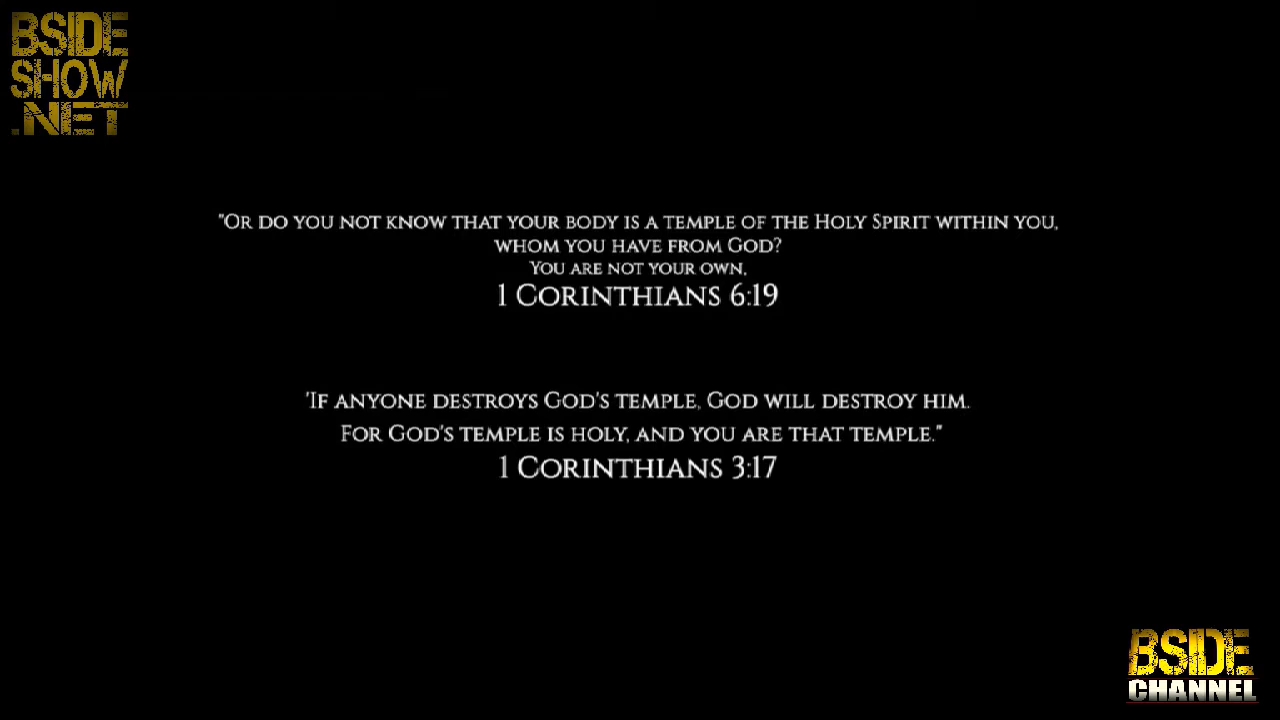 BSIDE
SHOW
.NET
"Or do you not know that your body is a temple of the Holy Spirit within you,
whom you have from God?
You are not your own,
1 Corinthians 6:19
'If anyone destroys God's temple, God will destroy him.
For God's temple is holy, and you are that temple."
1 Corinthians 3:17
BSIDE
CHANNEL